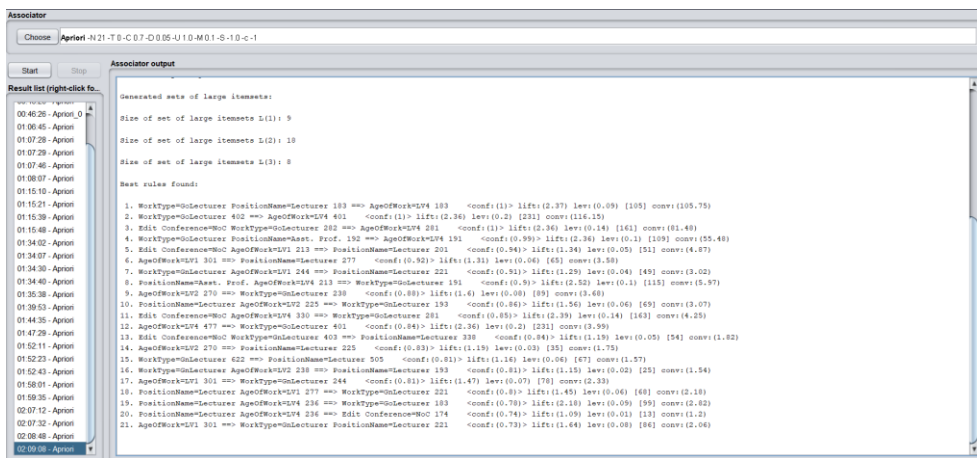 Associator
Choose Apriori -N 21 -T 0 -C 0.7 -D 0.05 -U 1.0 -M 0.1 -S -1.0 -c -1
Start Stop
Result list (right-click fo...
00:46:26 - Apriori_0
01:06:45 - Apriori
01:07:28 - Apriori
01:07:29 - Apriori
01:07:46 - Apriori
01:08:07 - Apriori
01:15:10 - Apriori
01:15:21 - Apriori
01:15:39 - Apriori
01:15:48 - Apriori
01:34:02 - Apriori
01:34:07 - Apriori
01:34:30 - Apriori
01:34:40 - Apriori
01:35:38 - Apriori
01:39:53 - Apriori
01:44:35 - Apriori
01:47:29 - Apriori
01:52:11 - Apriori
01:52:23 - Apriori
01:52:43 - Apriori
01:58:01 - Apriori
01:59:35 - Apriori
02:07:12 - Apriori
02:07:32 - Apriori
02:08:48 - Apriori
02:09:08 - Apriori
Associator output
Generated sets of large itemsets:
Size of set of large itemsets L(1): 9
Size of set of large itemsets L(2): 18
Size of set of large itemsets L(3): 8
Best rules found:
1. WorkType=GoLecturer PositionName=Lecturer 183 ==> AgeOfWork=LV4 183 <conf:(1)> lift:(2.37) lev:(0.09) [105] conv:(105.75)
2. WorkType=GoLecturer 402 ==> AgeOfWork=LV4 401 <conf:(1)> lift:(2.36) lev:(0.2) [231] conv:(116.15)
3. Edit Conference=NoC WorkType=GoLecturer 282 ==> AgeOfWork=LV4 281 <conf:(1)> lift:(2.36) lev:(0.14) [161] conv:(81.48)
4. WorkType=GoLecturer PositionName=Asst. Prof. 192 ==> AgeOfWork=LV4 191 <conf:(0.99)> lift:(2.36) lev:(0.1) [109] conv:(55.48)
5. Edit Conference=NoC AgeOfWork=LV1 213 ==> PositionName=Lecturer 201 <conf:(0.94)> lift:(1.34) lev:(0.05) [51] conv:(4.87)
6. AgeOfWork=LV1 301 ==> PositionName=Lecturer 277 <conf:(0.92)> lift:(1.31) lev:(0.06) [65] conv:(3.58)
7. WorkType=GnLecturer AgeOfWork=LV1 244 ==> PositionName=Lecturer 221 <conf:(0.91)> lift:(1.29) lev:(0.04) [49] conv:(3.02)
8. PositionName=Asst. Prof. AgeOfWork=LV4 213 ==> WorkType=GoLecturer 191 <conf:(0.9)> lift:(2.52) lev:(0.1) [115] conv:(5.97)
9. AgeOfWork=LV2 270 ==> WorkType=GnLecturer 238 <conf:(0.88)> lift:(1.6) lev:(0.08) [89] conv:(3.68)
10. PositionName=Lecturer AgeOfWork=LV2 225 ==> WorkType=GnLecturer 193 <conf:(0.86)> lift:(1.56) lev:(0.06) [69] conv:(3.07)
11. Edit Conference=NoC AgeOfWork=LV4 330 ==> WorkType=GoLecturer 281 <conf:(0.85)> lift:(2.39) lev:(0.14) [163] conv:(4.25)
12. AgeOfWork=LV4 477 ==> WorkType=GoLecturer 401 <conf:(0.84)> lift:(2.36) lev:(0.2) [231] conv:(3.99)
13. Edit Conference=NoC WorkType=GnLecturer 403 ==> PositionName=Lecturer 338 <conf:(0.84)> lift:(1.19) lev:(0.05) [54] conv:(1.82)
14. AgeOfWork=LV2 270 ==> PositionName=Lecturer 225 <conf:(0.83)> lift:(1.19) lev:(0.03) [35] conv:(1.75)
15. WorkType=GnLecturer 622 ==> PositionName=Lecturer 505 <conf:(0.81)> lift:(1.16) lev:(0.06) [67] conv:(1.57)
16. WorkType=GnLecturer AgeOfWork=LV2 238 ==> PositionName=Lecturer 193 <conf:(0.81)> lift:(1.15) lev:(0.02) [25] conv:(1.54)
17. AgeOfWork=LV1 301 ==> WorkType=GnLecturer 244 <conf:(0.81)> lift:(1.47) lev:(0.07) [78] conv:(2.33)
18. PositionName=Lecturer AgeOfWork=LV1 277 ==> WorkType=GnLecturer 221 <conf:(0.8)> lift:(1.45) lev:(0.06) [68] conv:(2.18)
19. PositionName=Lecturer AgeOfWork=LV4 236 ==> WorkType=GoLecturer 183 <conf:(0.78)> lift:(2.18) lev:(0.09) [99] conv:(2.82)
20. PositionName=Lecturer AgeOfWork=LV4 236 ==> Edit Conference=NoC 174 <conf:(0.74)> lift:(1.09) lev:(0.01) [13] conv:(1.2)
21. AgeOfWork=LV1 301 ==> WorkType=GnLecturer PositionName=Lecturer 221 <conf:(0.73)> lift:(1.64) lev:(0.08) [86] conv:(2.06)